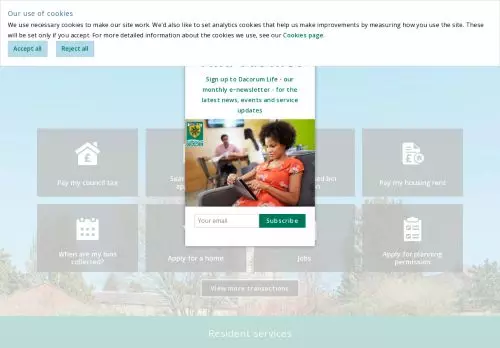 Our use of cookies
We use necessary cookies to make our site work. We'd also like to set analytics cookies that help us make improvements by measuring how you use the site. These
will be set only if you accept. For more detailed information about the cookies we use, see our Cookies page.
Accept all
Reject all
Sign up to Dacorum Life - our
monthly e-newsletter - for the
latest news, events and service
updates
Pay my council tax
Pay my housing rent
Your email
Subscribe
When are my bins
collected?
Apply for a home
Jobs
Apply for planning
permission
View more transactions
Resident services